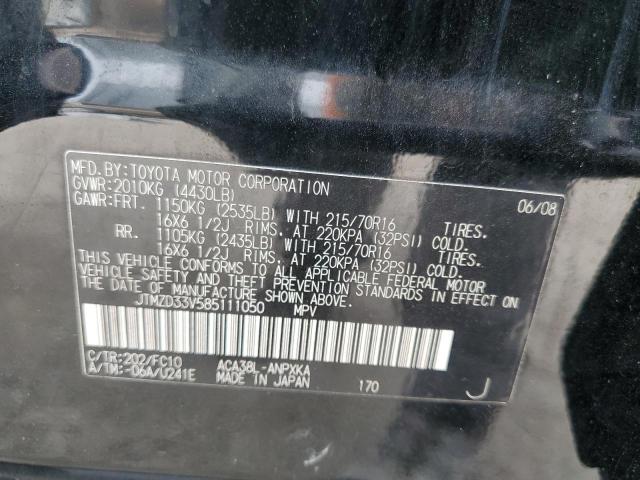 MFD.BY:TOYOTA MOTOR CORPORATION 06/08
GVWR:2010KG (4430LB)
GAWR:FRT. 1150KG (2535LB) WITH 215/70R16 TIRES.
16X6 1/2J RIMS. AT 220KPA (32PSI) COLD.
RR. 1105KG (2435LB) WITH 215/70R16 TIRES.
16X6 1/2J RIMS. AT 220KPA (32PSI) COLD.
THIS VEHICLE CONFORMS TO ALL APPLICABLE FEDERAL MOTOR
VEHICLE SAFETY AND THEFT PREVENTION STANDARDS IN EFFECT ON
THE DATE OF MANUFACTURE SHOWN ABOVE.
JTMZD33V585111050 MPV
C/TR:202/FC10 ACA38L-ANPXKA
A/TM:-D6A/U241E MADE IN JAPAN 170 J